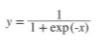 y = 1 / (1 + exp(-x))